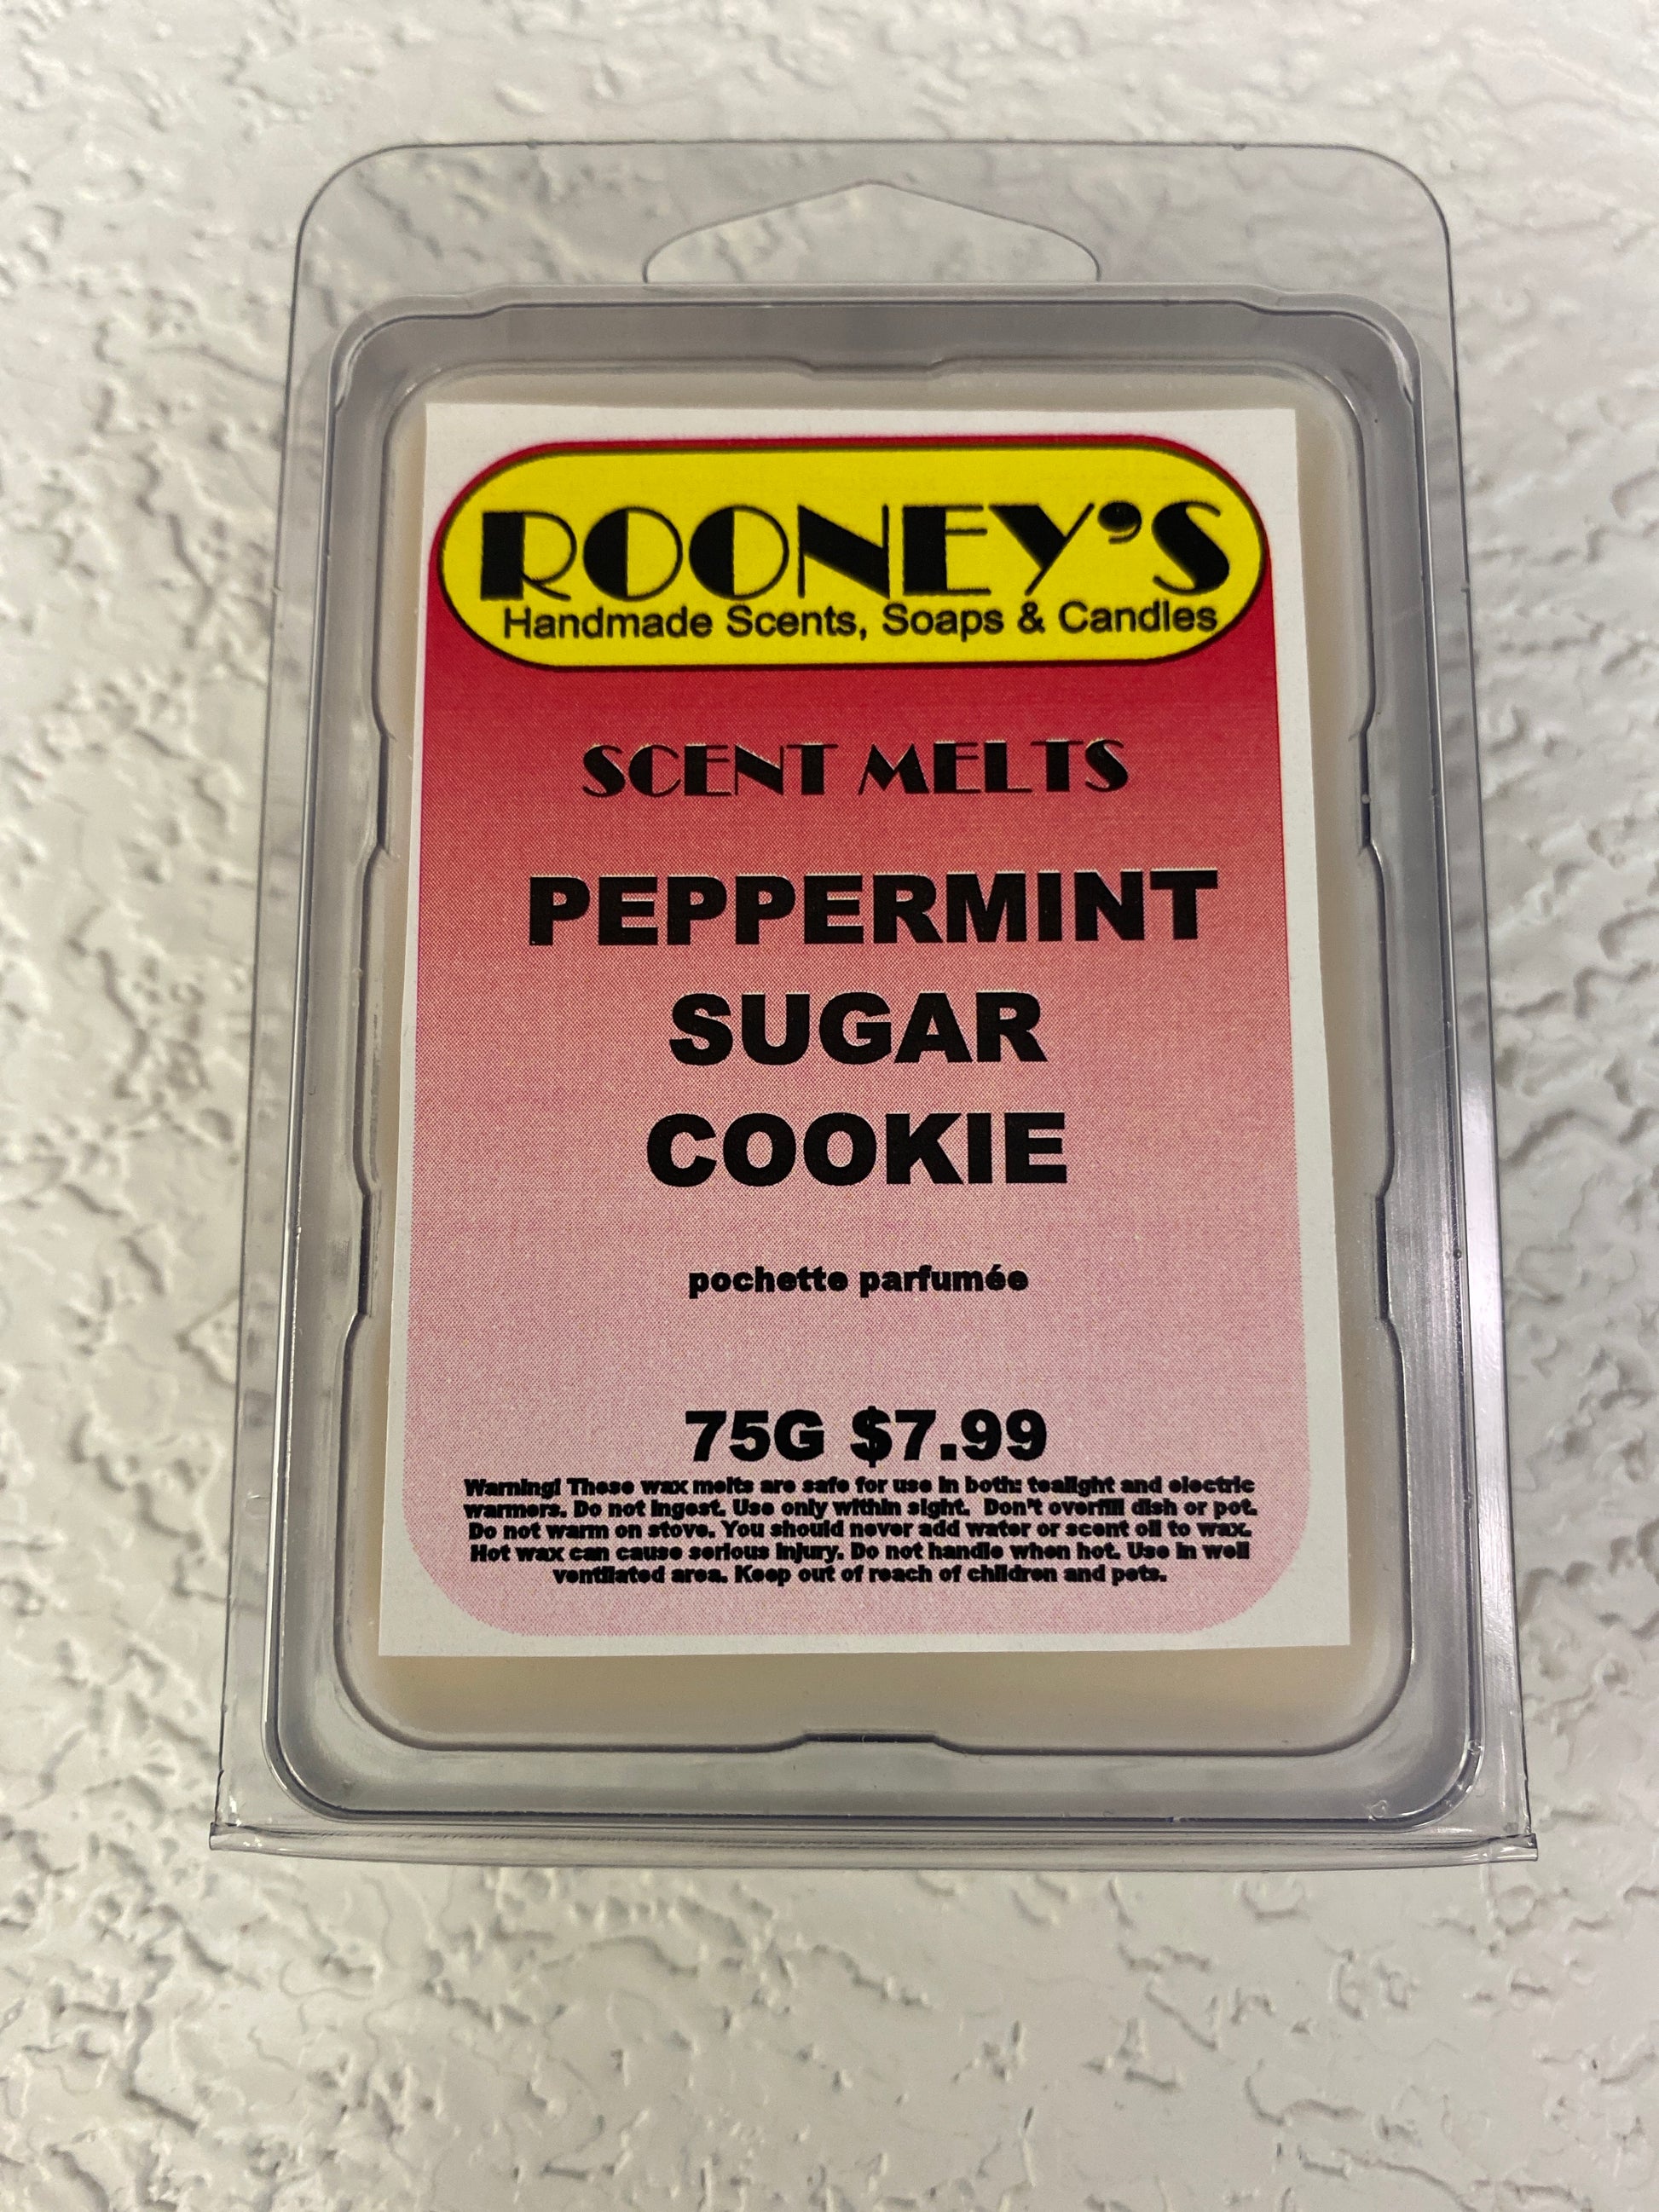 ROONEY'S
Handmade Scents, Soaps & Candles
SCENT MELTS
PEPPERMINT
SUGAR
COOKIE
pochette parfumée
75G $7.99
Warning! These wax melts are safe for use in both: tealight and electric
warmers. Do not ingest. Use only within sight. Don't overfill dish or pot.
Do not warm on stove. You should never add water or scent oil to wax.
Hot wax can cause serious injury. Do not handle when hot. Use in well
ventilated area. Keep out of reach of children and pets.